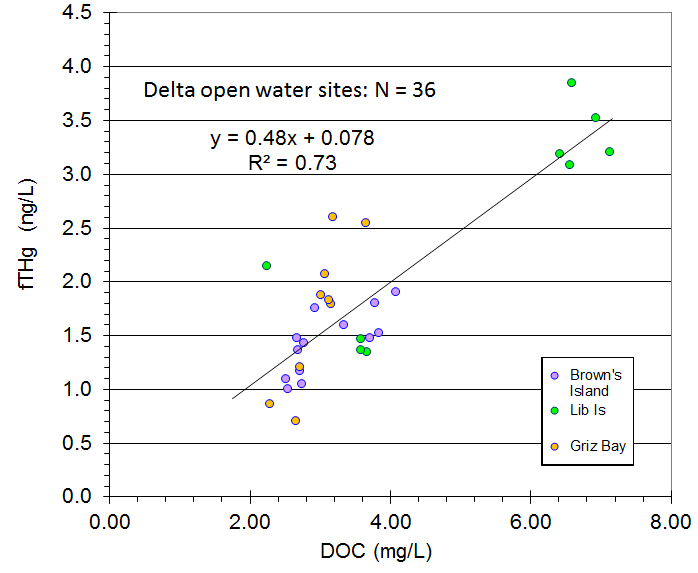 4.5
4.0
3.5
3.0
2.5
2.0
1.5
1.0
0.5
0.0
fTHg (ng/L)
Delta open water sites: N = 36
y = 0.48x + 0.078
R² = 0.73
Brown's
Island
Lib Is
Griz Bay
0.00 2.00 4.00 6.00 8.00
DOC (mg/L)